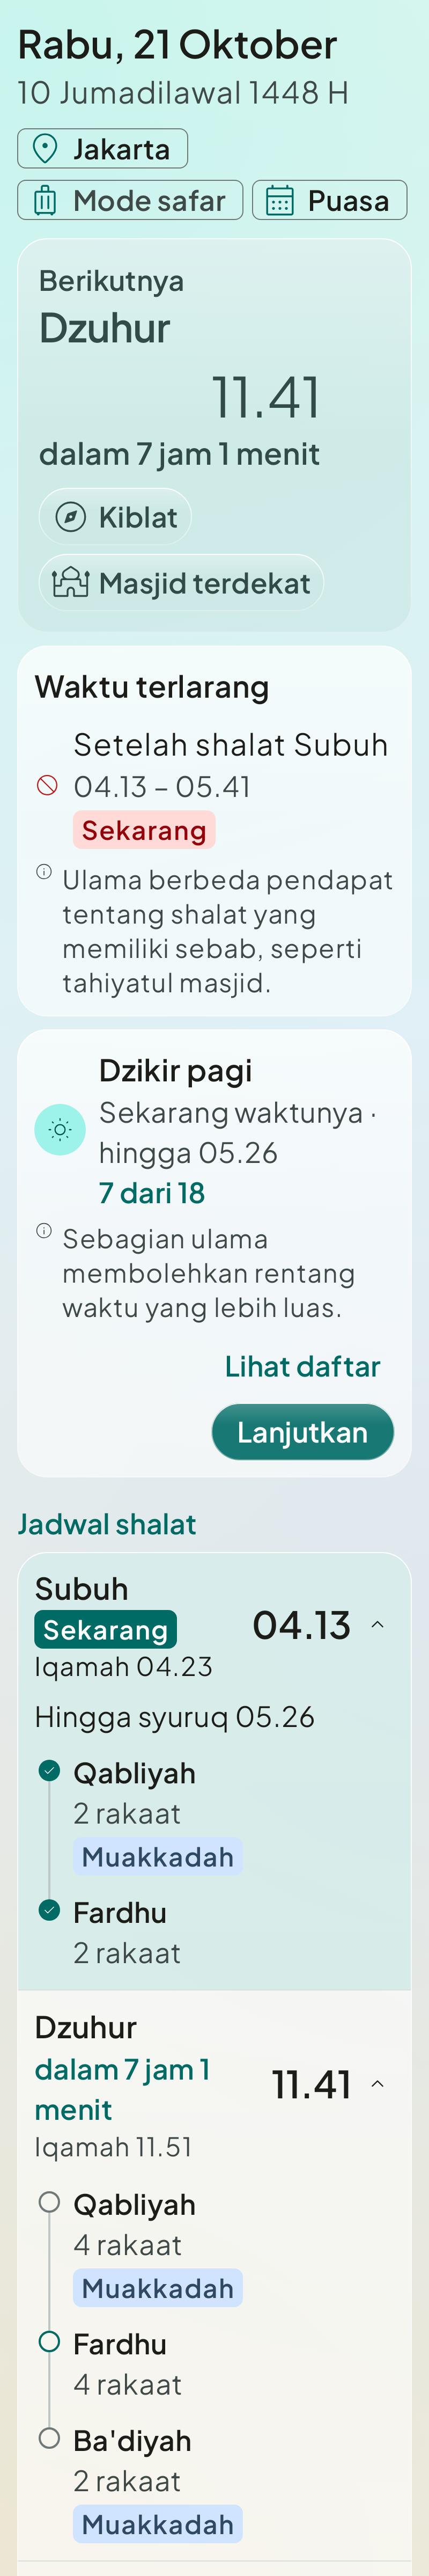 Rabu, 21 Oktober
10 Jumadilawal 1448 H
Jakarta
Mode safar
Puasa
Berikutnya
Dzuhur
11.41
dalam 7 jam 1 menit
Kiblat
Masjid terdekat
Waktu terlarang
Setelah shalat Subuh
04.13 – 05.41
Sekarang
Ulama berbeda pendapat
tentang shalat yang
memiliki sebab, seperti
tahiyatul masjid.
Dzikir pagi
Sekarang waktunya ·
hingga 05.26
7 dari 18
Sebagian ulama
membolehkan rentang
waktu yang lebih luas.
Lihat daftar
Lanjutkan
Jadwal shalat
Subuh
Sekarang
04.13
Iqamah 04.23
Hingga syuruq 05.26
Qabliyah
2 rakaat
Muakkadah
Fardhu
2 rakaat
Dzuhur
dalam 7 jam 1
menit
11.41
Iqamah 11.51
Qabliyah
4 rakaat
Muakkadah
Fardhu
4 rakaat
Ba'diyah
2 rakaat
Muakkadah